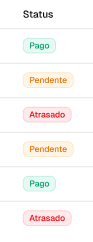 Status
Pago
Pendente
Atrasado
Pendente
Pago
Atrasado